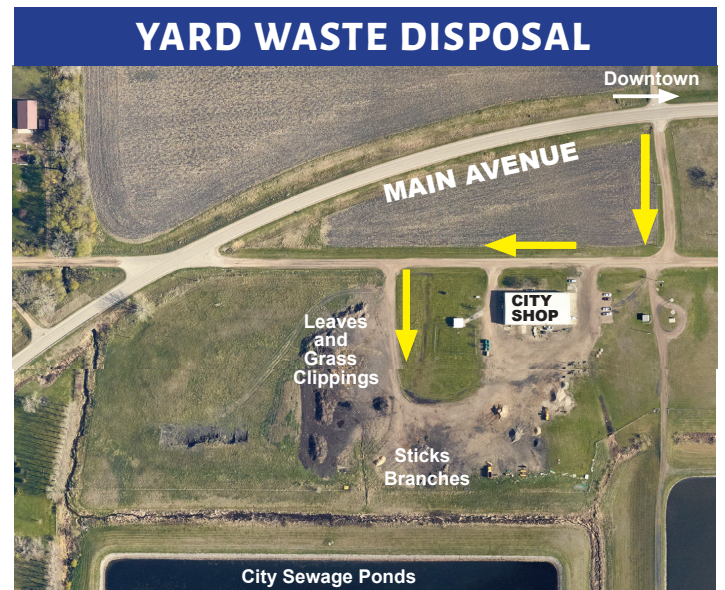 YARD WASTE DISPOSAL
Downtown
MAIN AVENUE
CITY
SHOP
Leaves
and
Grass
Clippings
Sticks
Branches
City Sewage Ponds